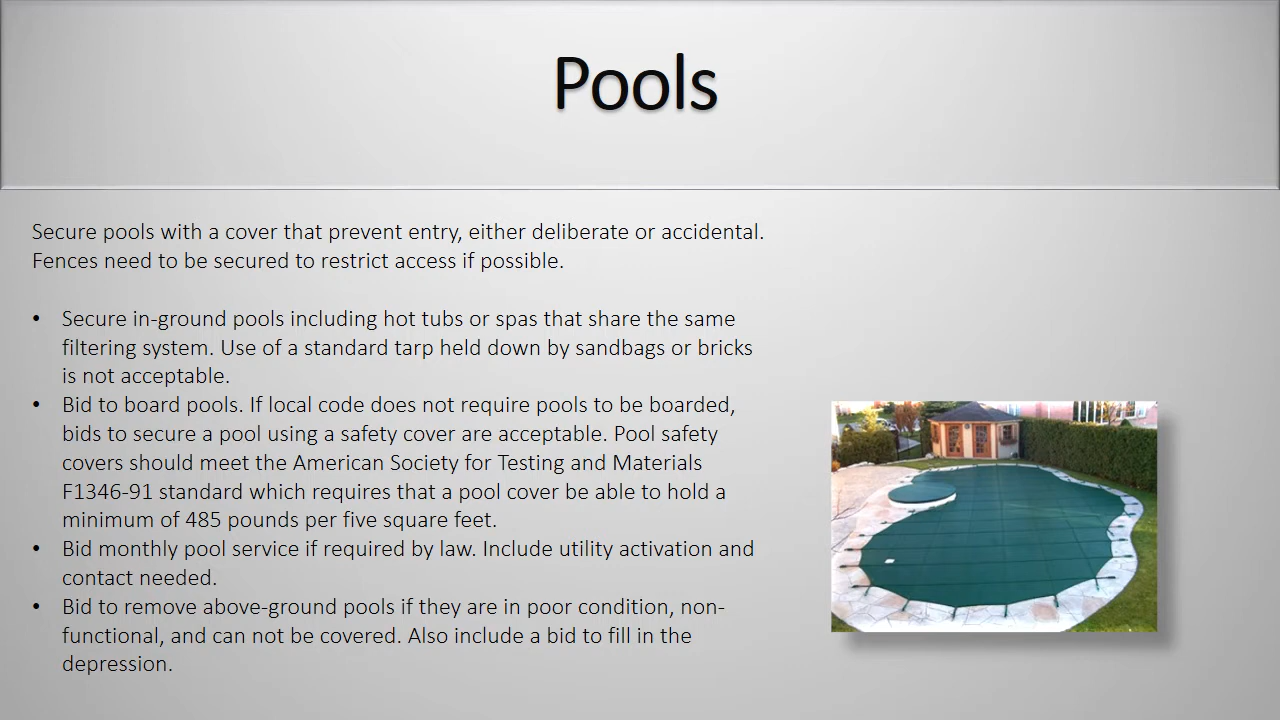 Pools
Secure pools with a cover that prevent entry, either deliberate or accidental.
Fences need to be secured to restrict access if possible.
• Secure in-ground pools including hot tubs or spas that share the same
filtering system. Use of a standard tarp held down by sandbags or bricks
is not acceptable.
• Bid to board pools. If local code does not require pools to be boarded,
bids to secure a pool using a safety cover are acceptable. Pool safety
covers should meet the American Society for Testing and Materials
F1346-91 standard which requires that a pool cover be able to hold a
minimum of 485 pounds per five square feet.
• Bid monthly pool service if required by law. Include utility activation and
contact needed.
• Bid to remove above-ground pools if they are in poor condition, non-
functional, and can not be covered. Also include a bid to fill in the
depression.